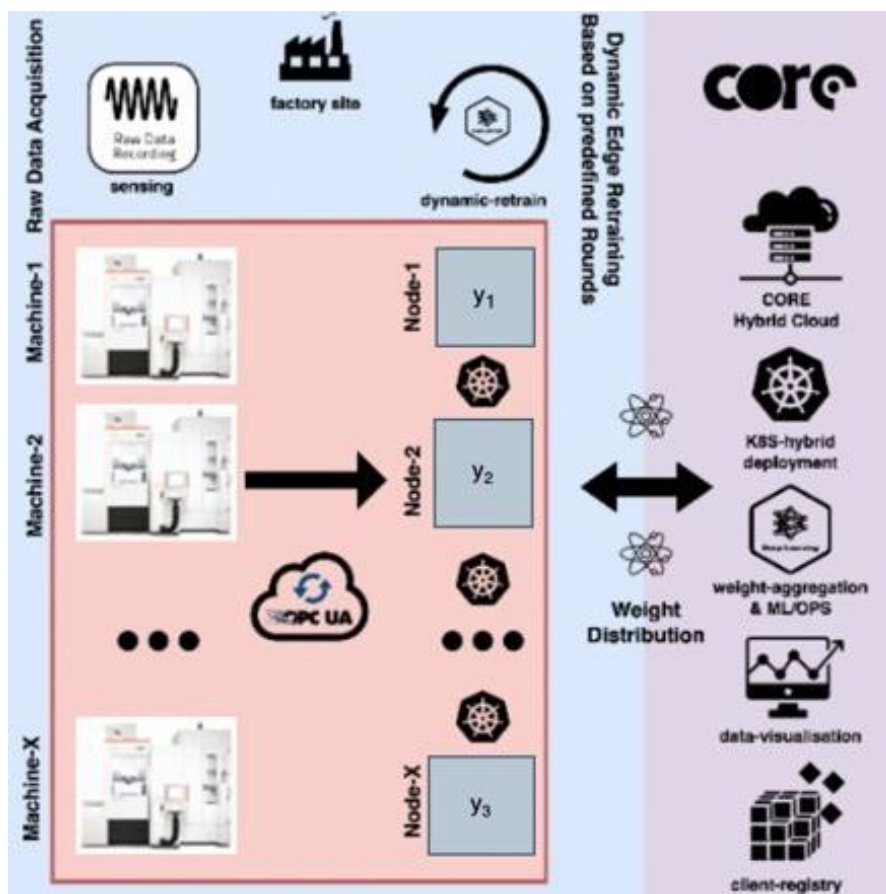 Raw Data Acquisition
Raw Data
Recording
sensing
factory site
dynamic-retrain
Dynamic Edge Retraining
Based on predefined Rounds
core
Machine-1
Node-1
y1
Machine-2
Node-2
y2
OPC UA
Machine-X
Node-X
y3
Weight
Distribution
CORE
Hybrid Cloud
K8S-hybrid
deployment
Deep Learning
weight-aggregation
& ML/OPS
data-visualisation
client-registry